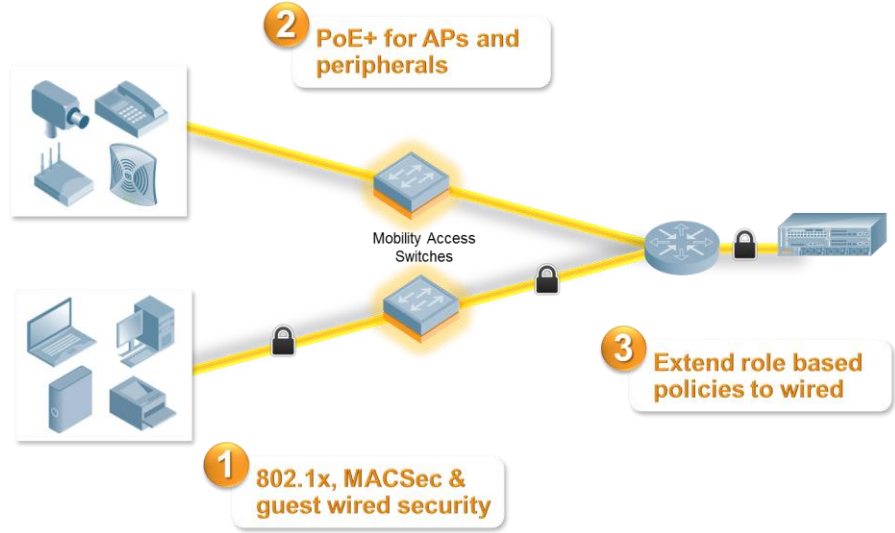 2
PoE+ for APs and
peripherals
Mobility Access
Switches
3
Extend role based
policies to wired
1
802.1x, MACSec &
guest wired security